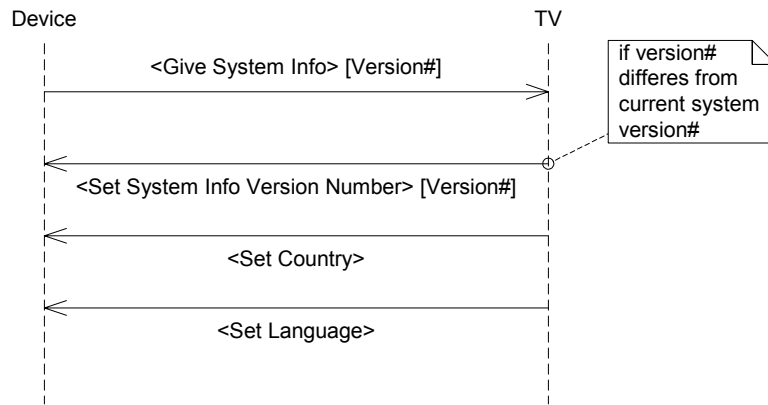 Device
TV
<Give System Info> [Version#]
if version#
differes from
current system
version#
<Set System Info Version Number> [Version#]
<Set Country>
<Set Language>